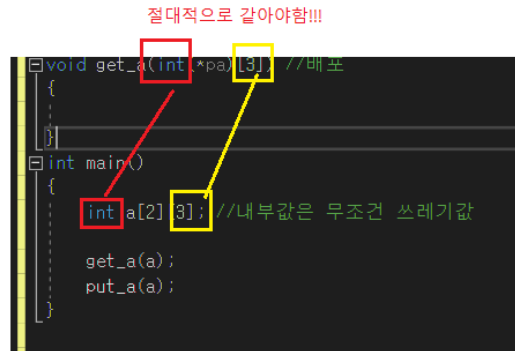 절대적으로 같아야함!!!
void get_a(int(*pa)[3]) //배포
{
}
int main()
{
int a[2][3]; //내부값은 무조건 쓰레기값
get_a(a);
put_a(a);
}